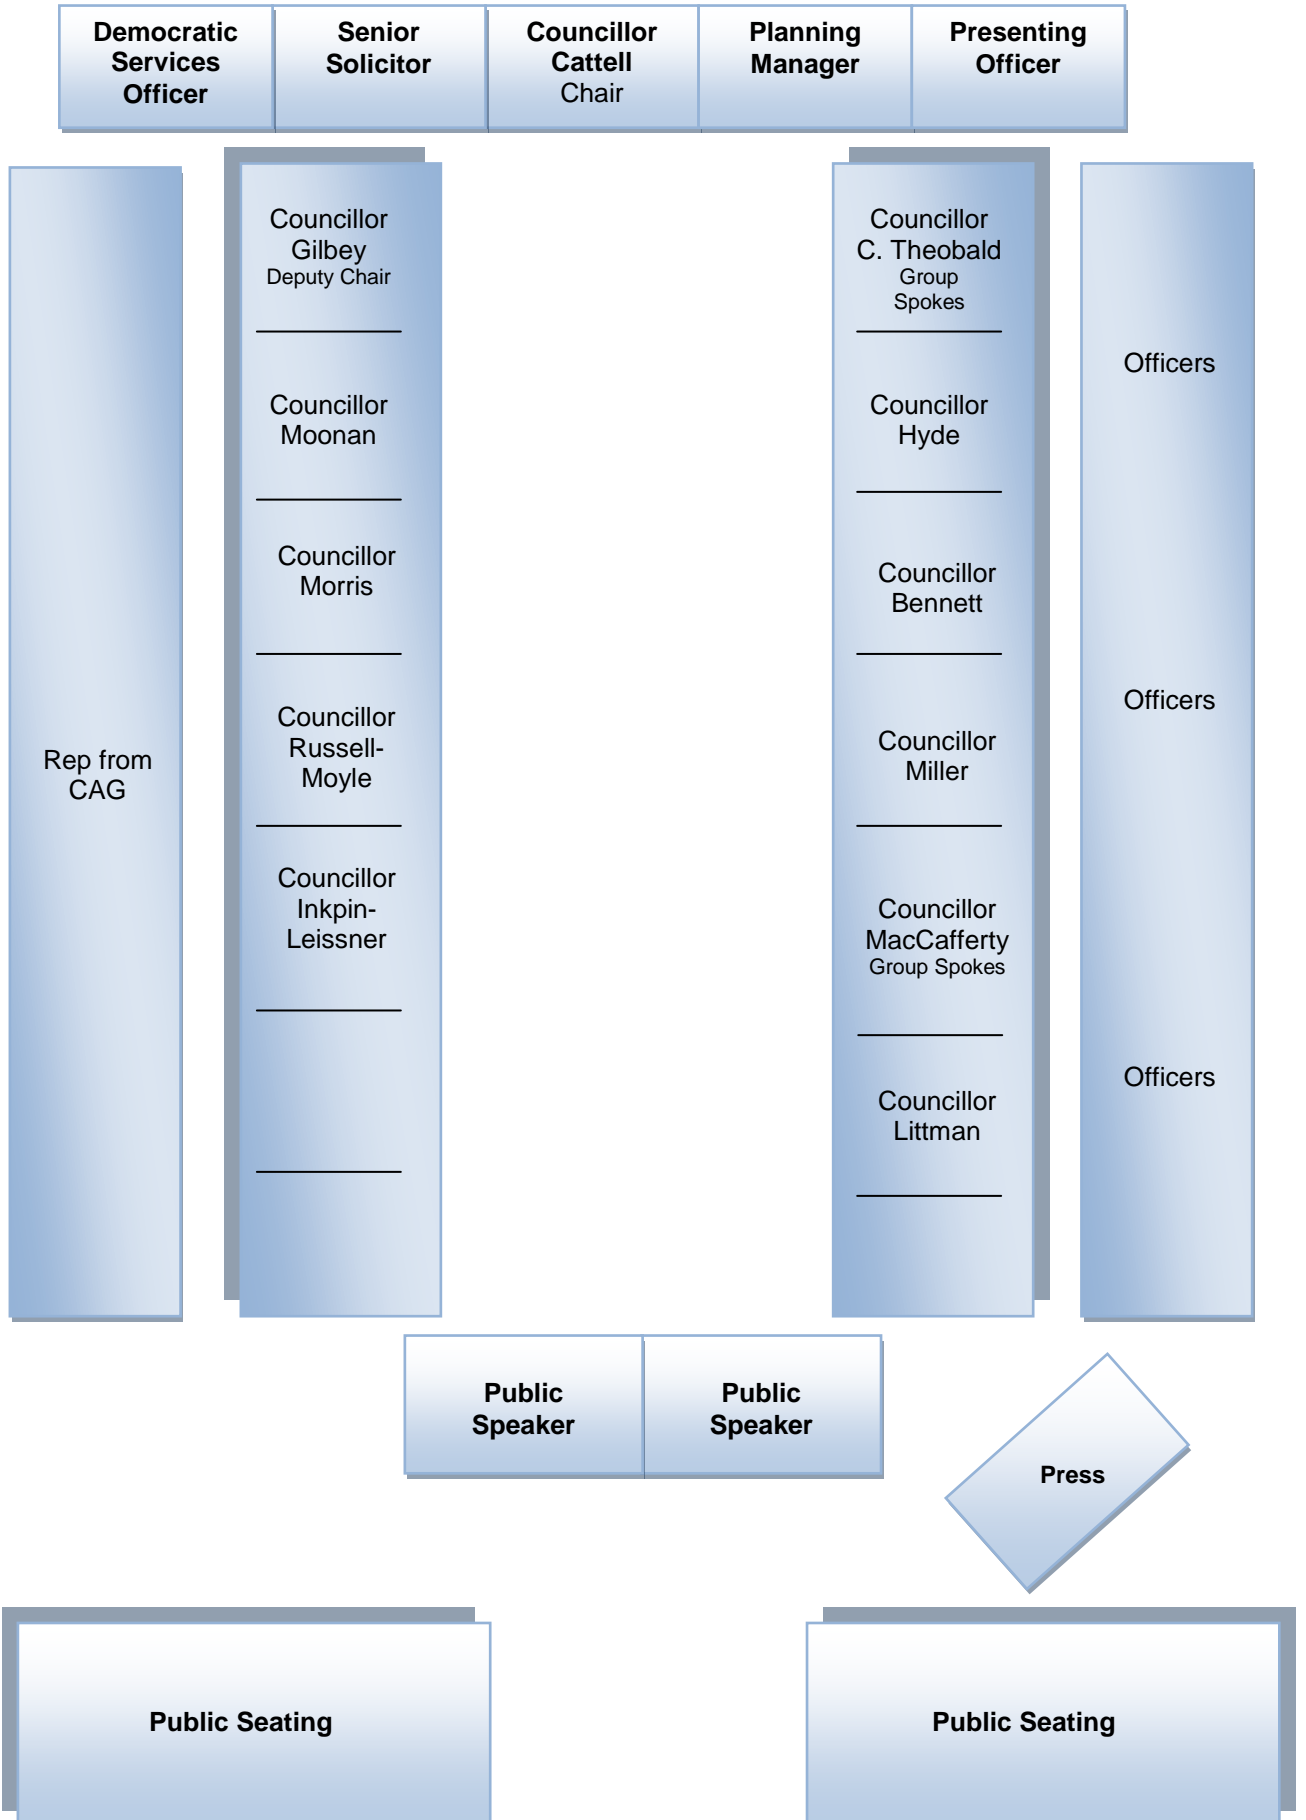 Democratic
Services
Officer
Senior
Solicitor
Councillor
Cattell
Chair
Planning
Manager
Presenting
Officer
Rep from
CAG
Councillor
Gilbey
Deputy Chair
Councillor
Moonan
Councillor
Morris
Councillor
Russell-
Moyle
Councillor
Inkpin-
Leissner
Councillor
C. Theobald
Group
Spokes
Councillor
Hyde
Councillor
Bennett
Councillor
Miller
Councillor
MacCafferty
Group Spokes
Councillor
Littman
Officers
Officers
Officers
Public
Speaker
Public
Speaker
Press
Public Seating
Public Seating